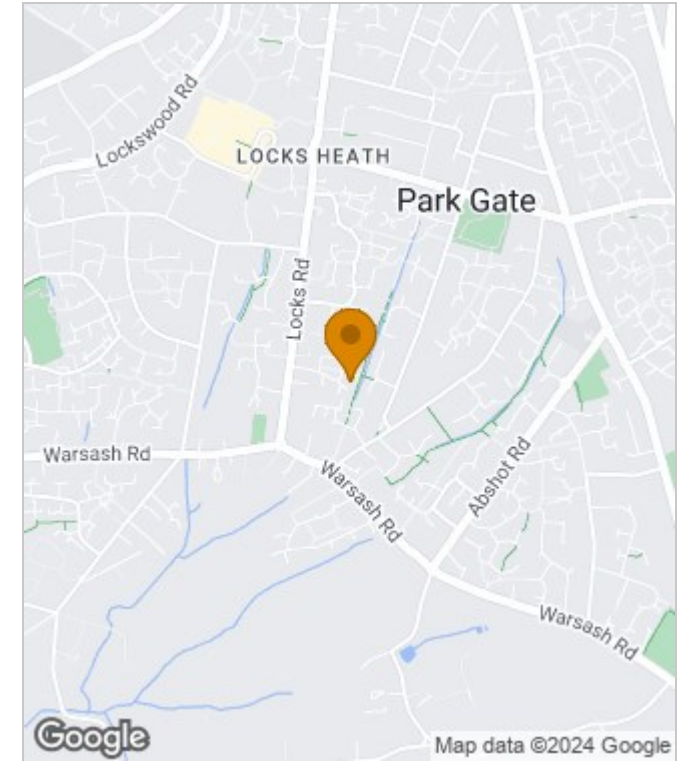 Lockswood Rd
LOCKS HEATH
Park Gate
Locks Rd
Warsash Rd
Warsash Rd
Abshot Rd
Warsash Rd
Google
Map data ©2024 Google